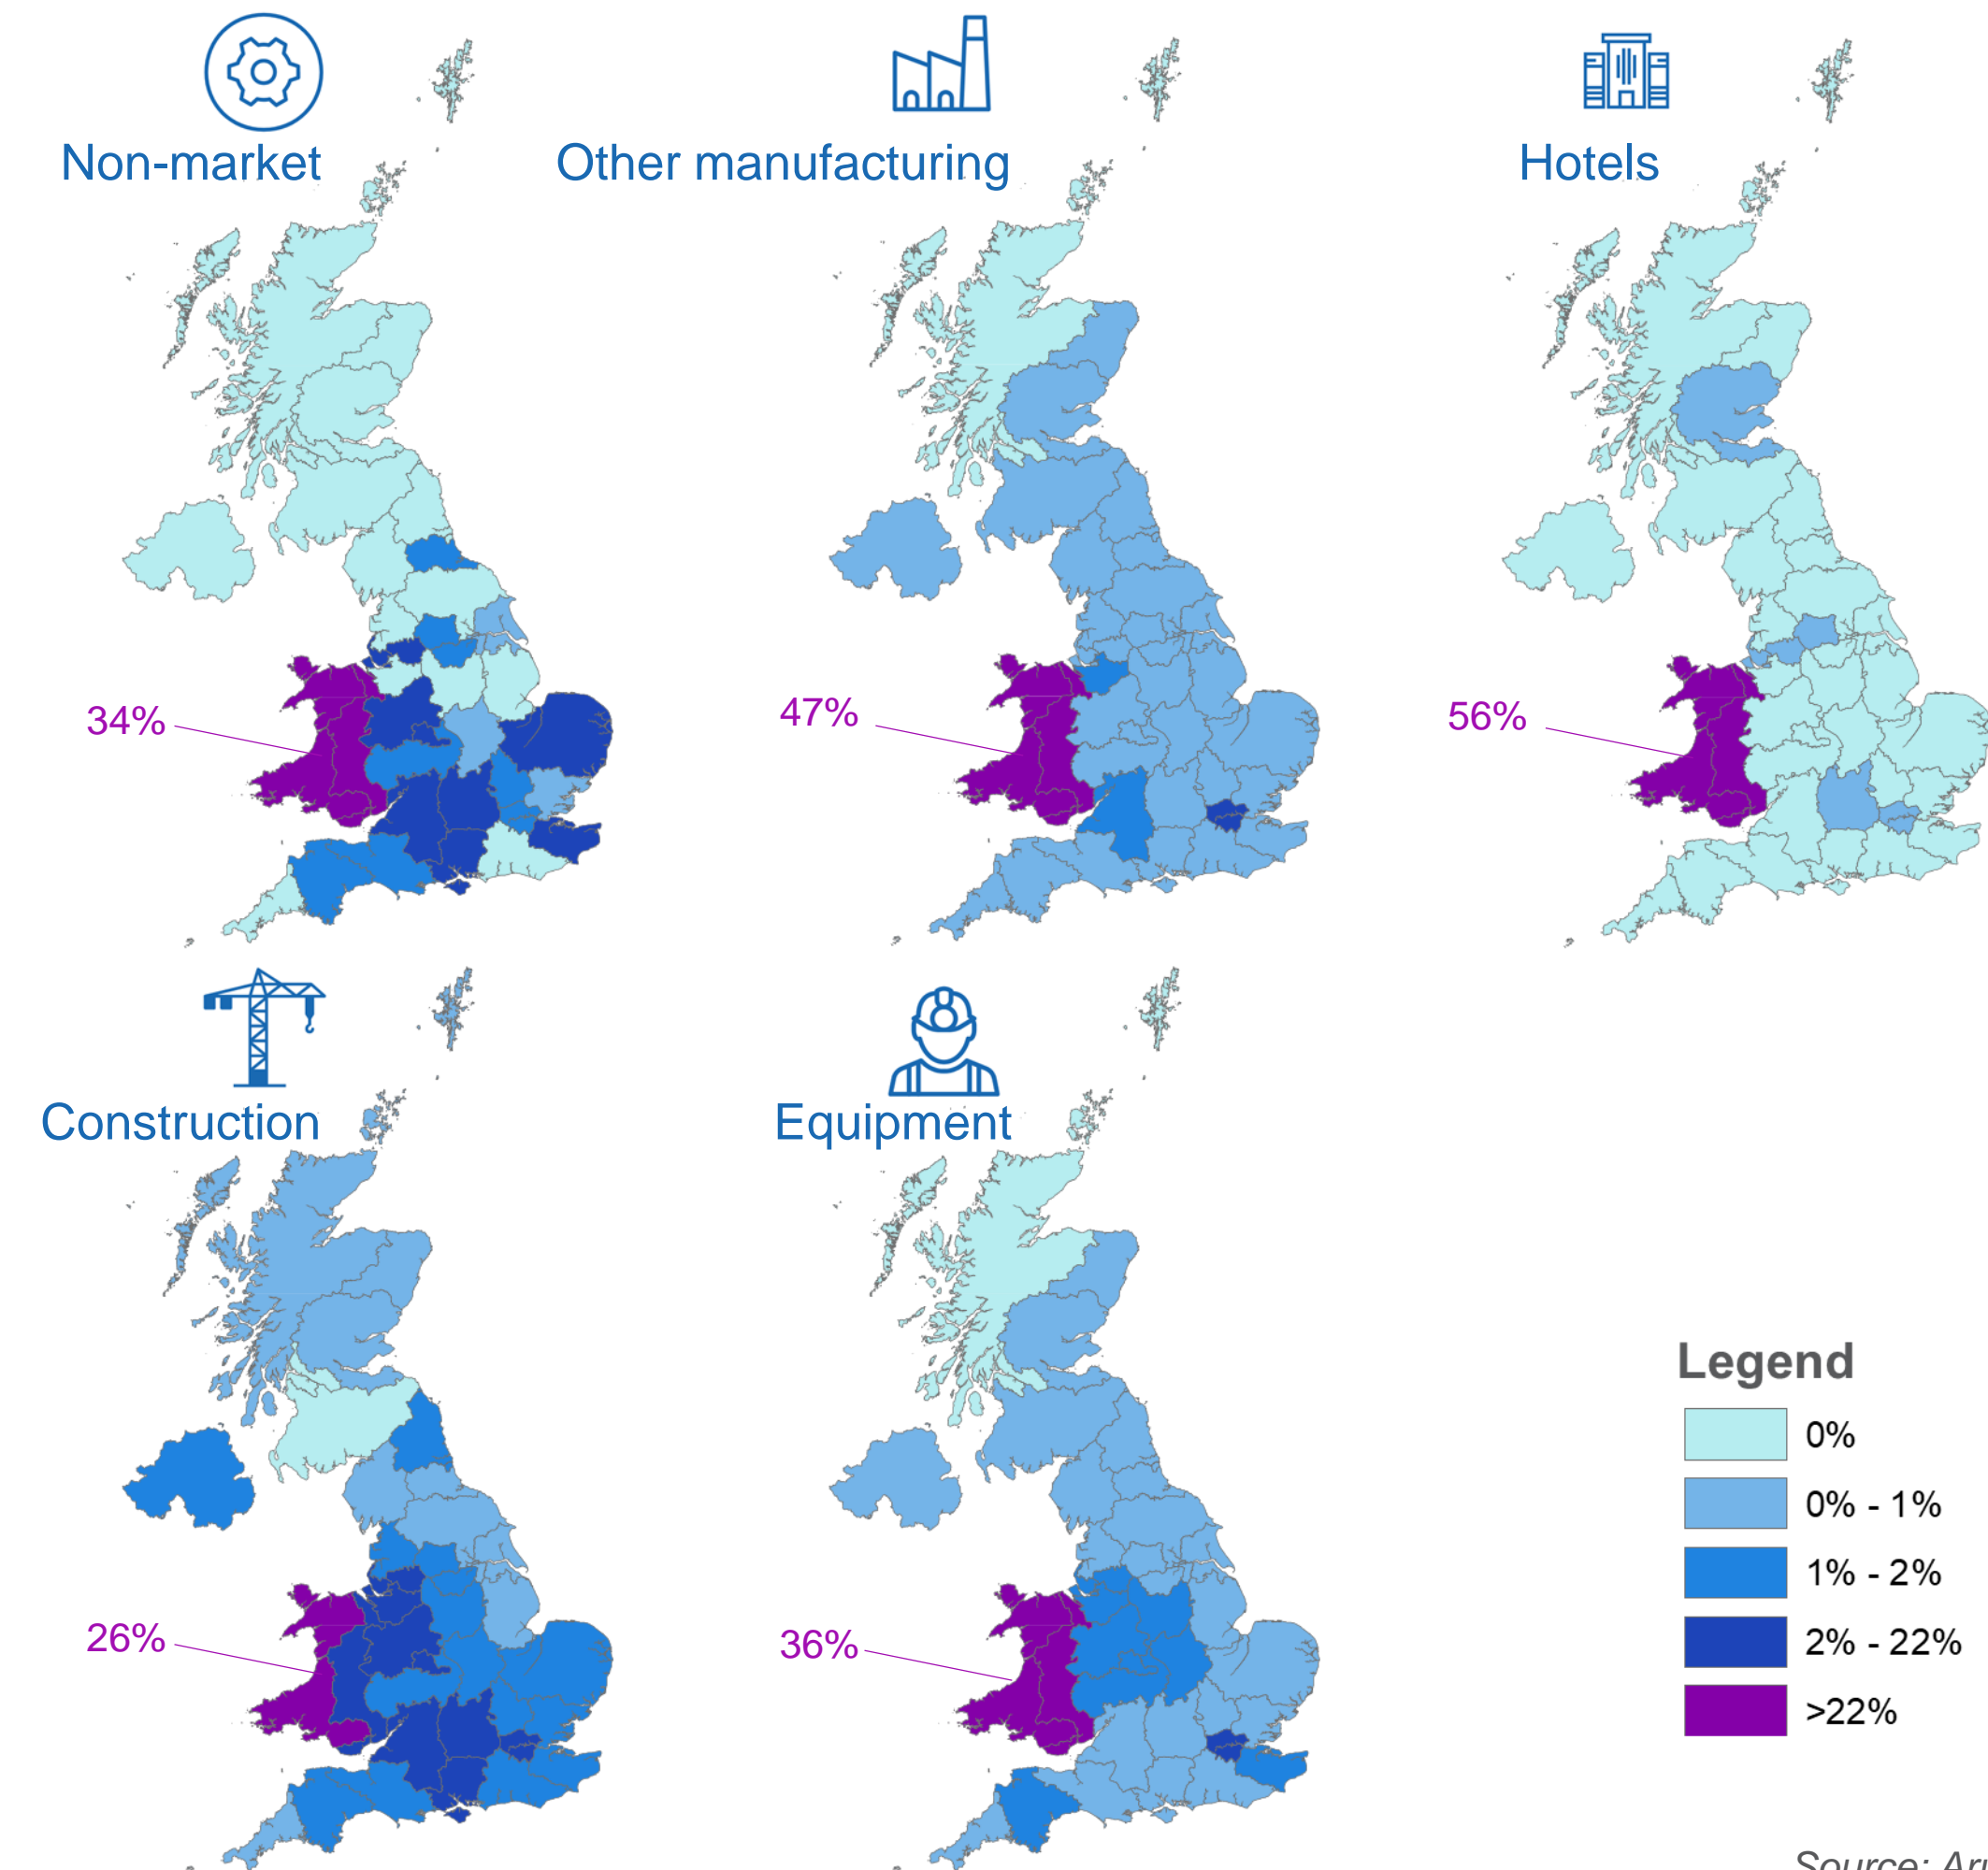 Non-market
Other manufacturing
Hotels
34%
47%
56%
Construction
Equipment
26%
36%
Legend
0%
0% - 1%
1% - 2%
2% - 22%
>22%
Source: